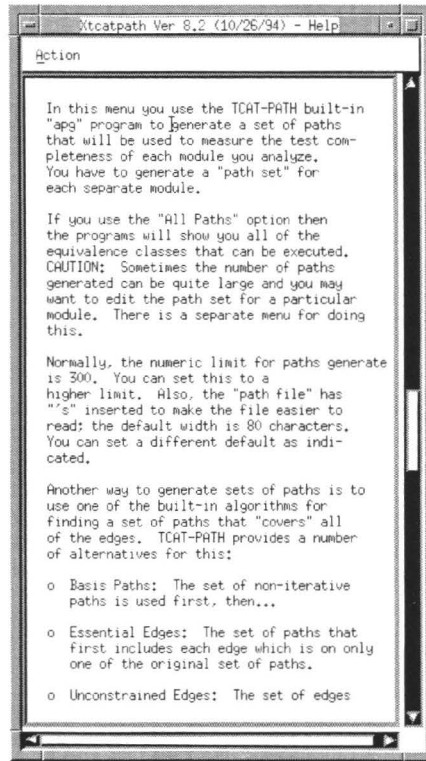 Xtcatpath Ver 8.2 (10/26/94) - Help
Action
In this menu you use the TCAT-PATH built-in
"apg" program to generate a set of paths
that will be used to measure the test com-
pleteness of each module you analyze.
You have to generate a "path set" for
each separate module.
If you use the "All Paths" option then
the programs will show you all of the
equivalence classes that can be executed.
CAUTION: Sometimes the number of paths
generated can be quite large and you may
want to edit the path set for a particular
module. There is a separate menu for doing
this.
Normally, the numeric limit for paths generate
is 300. You can set this to a
higher limit. Also, the "path file" has
"'s" inserted to make the file easier to
read; the default width is 80 characters.
You can set a different default as indi-
cated.
Another way to generate sets of paths is to
use one of the built-in algorithms for
finding a set of paths that "covers" all
of the edges. TCAT-PATH provides a number
of alternatives for this:
o Basis Paths: The set of non-iterative
paths is used first, then...
o Essential Edges: The set of paths that
first includes each edge which is on only
one of the original set of paths.
o Unconstrained Edges: The set of edges